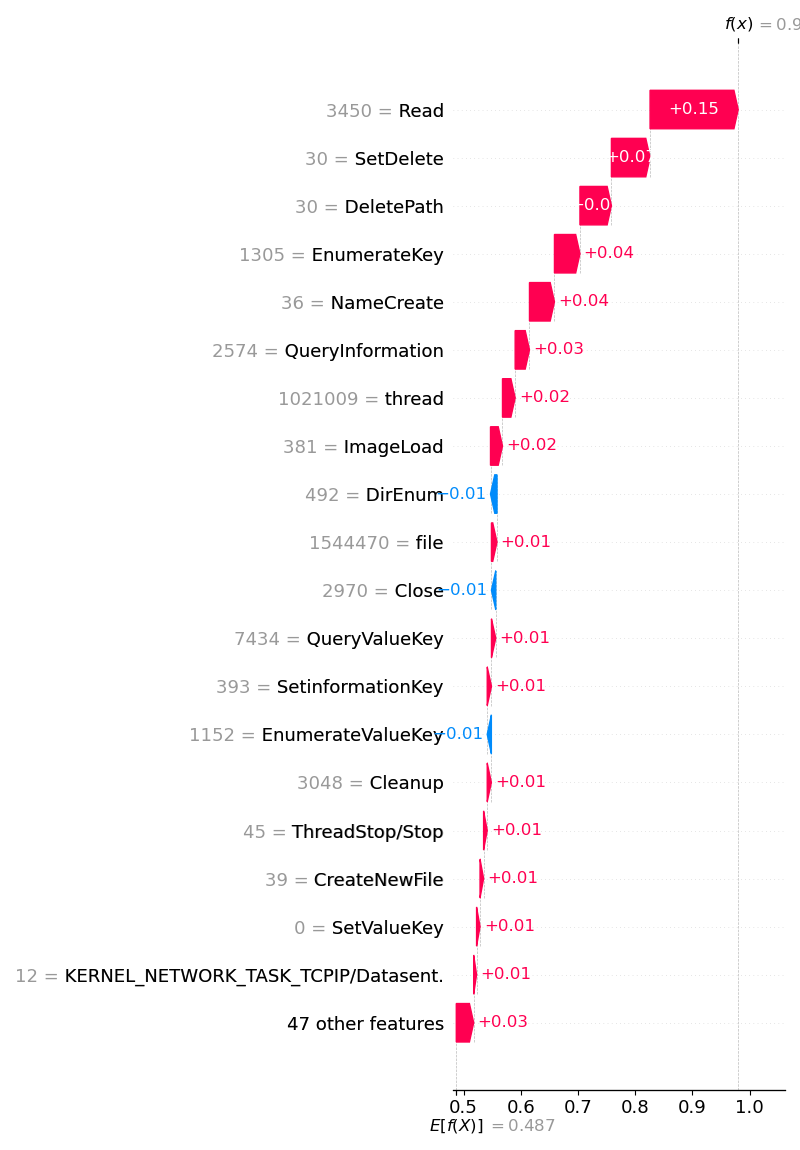 f(x) = 0.9
3450 = Read +0.15
30 = SetDelete +0.07
30 = DeletePath +0.0
1305 = EnumerateKey +0.04
36 = NameCreate +0.04
2574 = QueryInformation +0.03
1021009 = thread +0.02
381 = ImageLoad +0.02
492 = DirEnum −0.01
1544470 = file +0.01
2970 = Close −0.01
7434 = QueryValueKey +0.01
393 = SetinformationKey +0.01
1152 = EnumerateValueKey −0.01
3048 = Cleanup +0.01
45 = ThreadStop/Stop +0.01
39 = CreateNewFile +0.01
0 = SetValueKey +0.01
12 = KERNEL_NETWORK_TASK_TCPIP/Datasent. +0.01
47 other features +0.03
0.5 0.6 0.7 0.8 0.9 1.0
E[f(X)] = 0.487